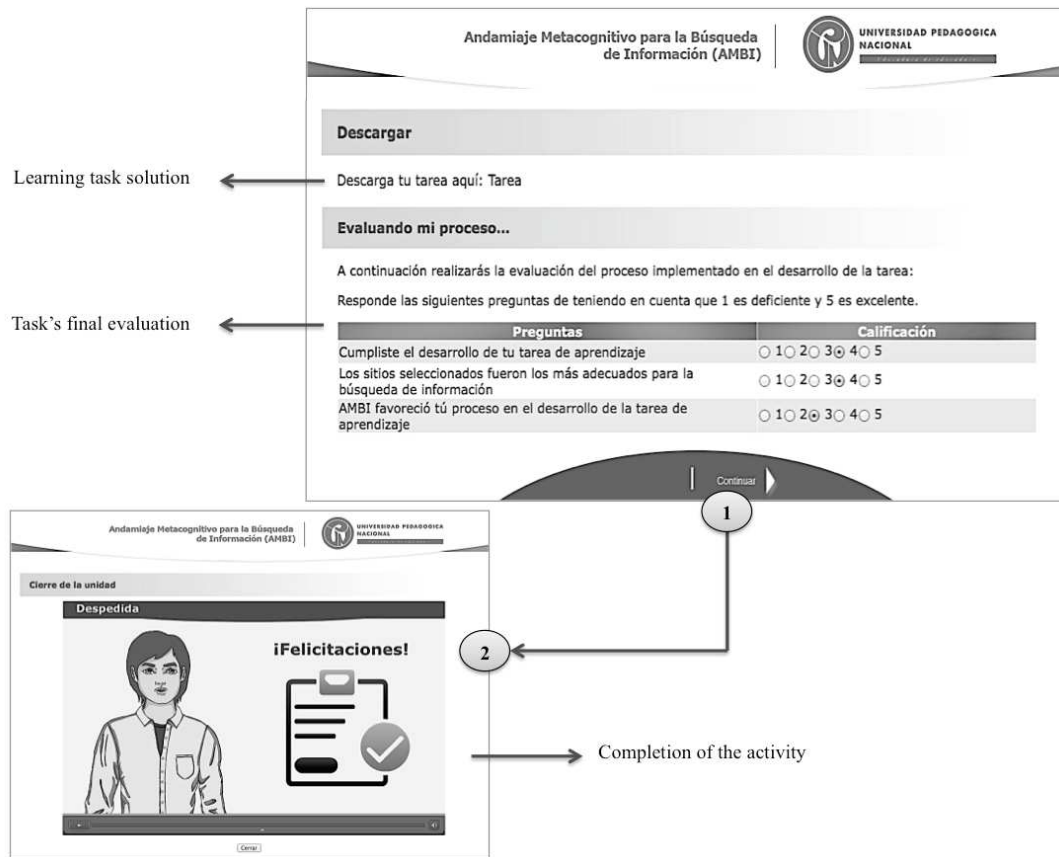 Andamiaje Metacognitivo para la Búsqueda
de Información (AMBI)
UNIVERSIDAD PEDAGOGICA
NACIONAL
Descargar
Learning task solution
Descarga tu tarea aquí: Tarea
Evaluando mi proceso...
A continuación realizarás la evaluación del proceso implementado en el desarrollo de la tarea:
Responde las siguientes preguntas de teniendo en cuenta que 1 es deficiente y 5 es excelente.
Task's final evaluation
Preguntas Calificación
Cumpliste el desarrollo de tu tarea de aprendizaje 1 2 3 4 5
Los sitios seleccionados fueron los más adecuados para la
búsqueda de información 1 2 3 4 5
AMBI favoreció tú proceso en el desarrollo de la tarea de
aprendizaje 1 2 3 4 5
Continuar
1
Andamiaje Metacognitivo para la Búsqueda
de Información (AMBI)
UNIVERSIDAD PEDAGOGICA
NACIONAL
Cierre de la unidad
Despedida
¡Felicitaciones!
2
Completion of the activity
Cerrar